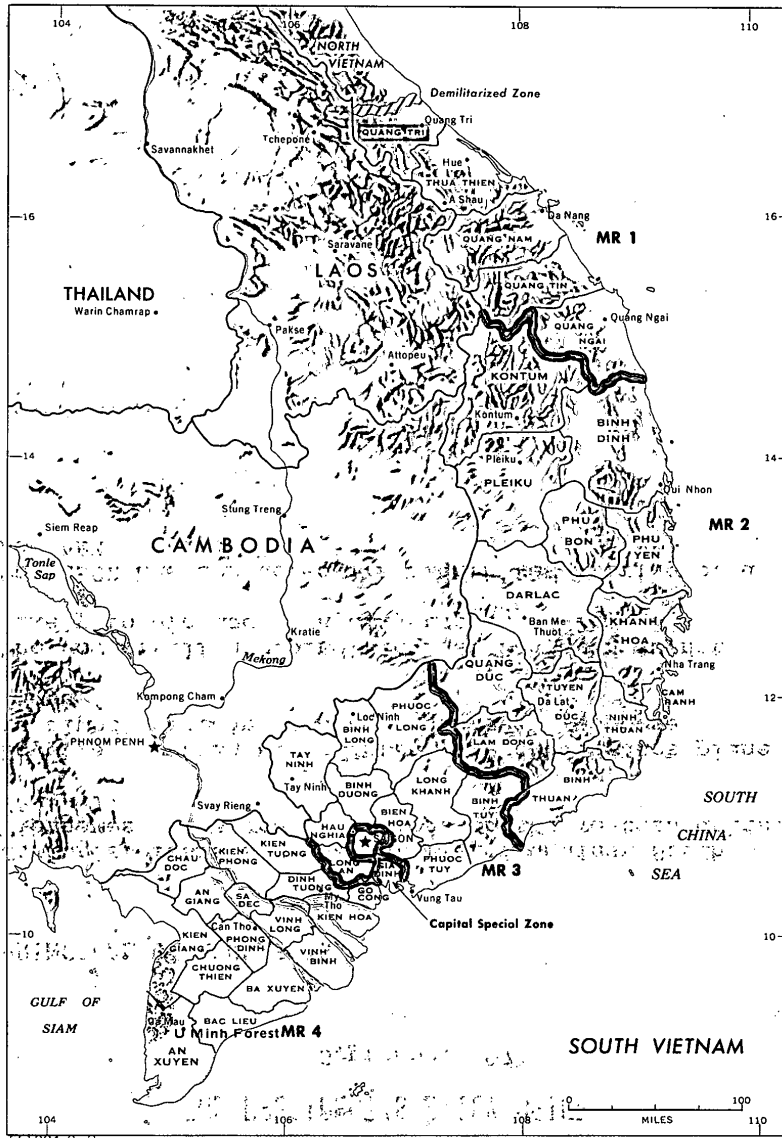 104
106
108
110
NORTH
VIETNAM
Demilitarized Zone
Quang Tri
QUANG TRI
Tchepone
Savannakhet
Hue
THUA THIEN
A Shau
16
Da Nang
16
MR 1
QUANG NAM
Saravane
LAOS
QUANG TIN
THAILAND
Warin Chamrap
Pakse
Quang Ngai
QUANG
NGAI
Attopeu
KONTUM
Kontum
BINH
DINH
14
14
Pleiku
PLEIKU
Qui Nhon
Stung Treng
Siem Reap
CAMBODIA
MR 2
PHU
BON
PHU
YEN
Tonle
Sap
DARLAC
Ban Me
Thuot
KHANH
HOA
Kratie
Mekong
QUANG
DUC
Nha Trang
Kompong Cham
TUYEN
DUC
Da Lat
CAM
RANH
12
PHUOC
LONG
Loc Ninh
BINH
LONG
NINH
THUAN
PHNOM PENH
LAM DONG
TAY
NINH
Tay Ninh
LONG
KHANH
BINH
THUAN
BINH
DUONG
BINH
TUY
SOUTH
CHINA
SEA
Svay Rieng
BIEN
HOA
HAU
NGHIA
SAIGON
KIEN
TUONG
KIEN
PHONG
CHAU
DOC
LONG
AN
GIA
DINH
PHUOC
TUY
MR 3
DINH
TUONG
GO
CONG
Vung Tau
AN
GIANG
SA
DEC
My
Tho
KIEN HOA
Capital Special Zone
VINH
LONG
Can Tho
PHONG
DINH
10
10
KIEN
GIANG
VINH
BINH
CHUONG
THIEN
BA XUYEN
GULF OF
SIAM
BAC LIEU
Ca Mau
U Minh Forest
MR 4
AN
XUYEN
SOUTH VIETNAM
0
100
MILES
104
106
108